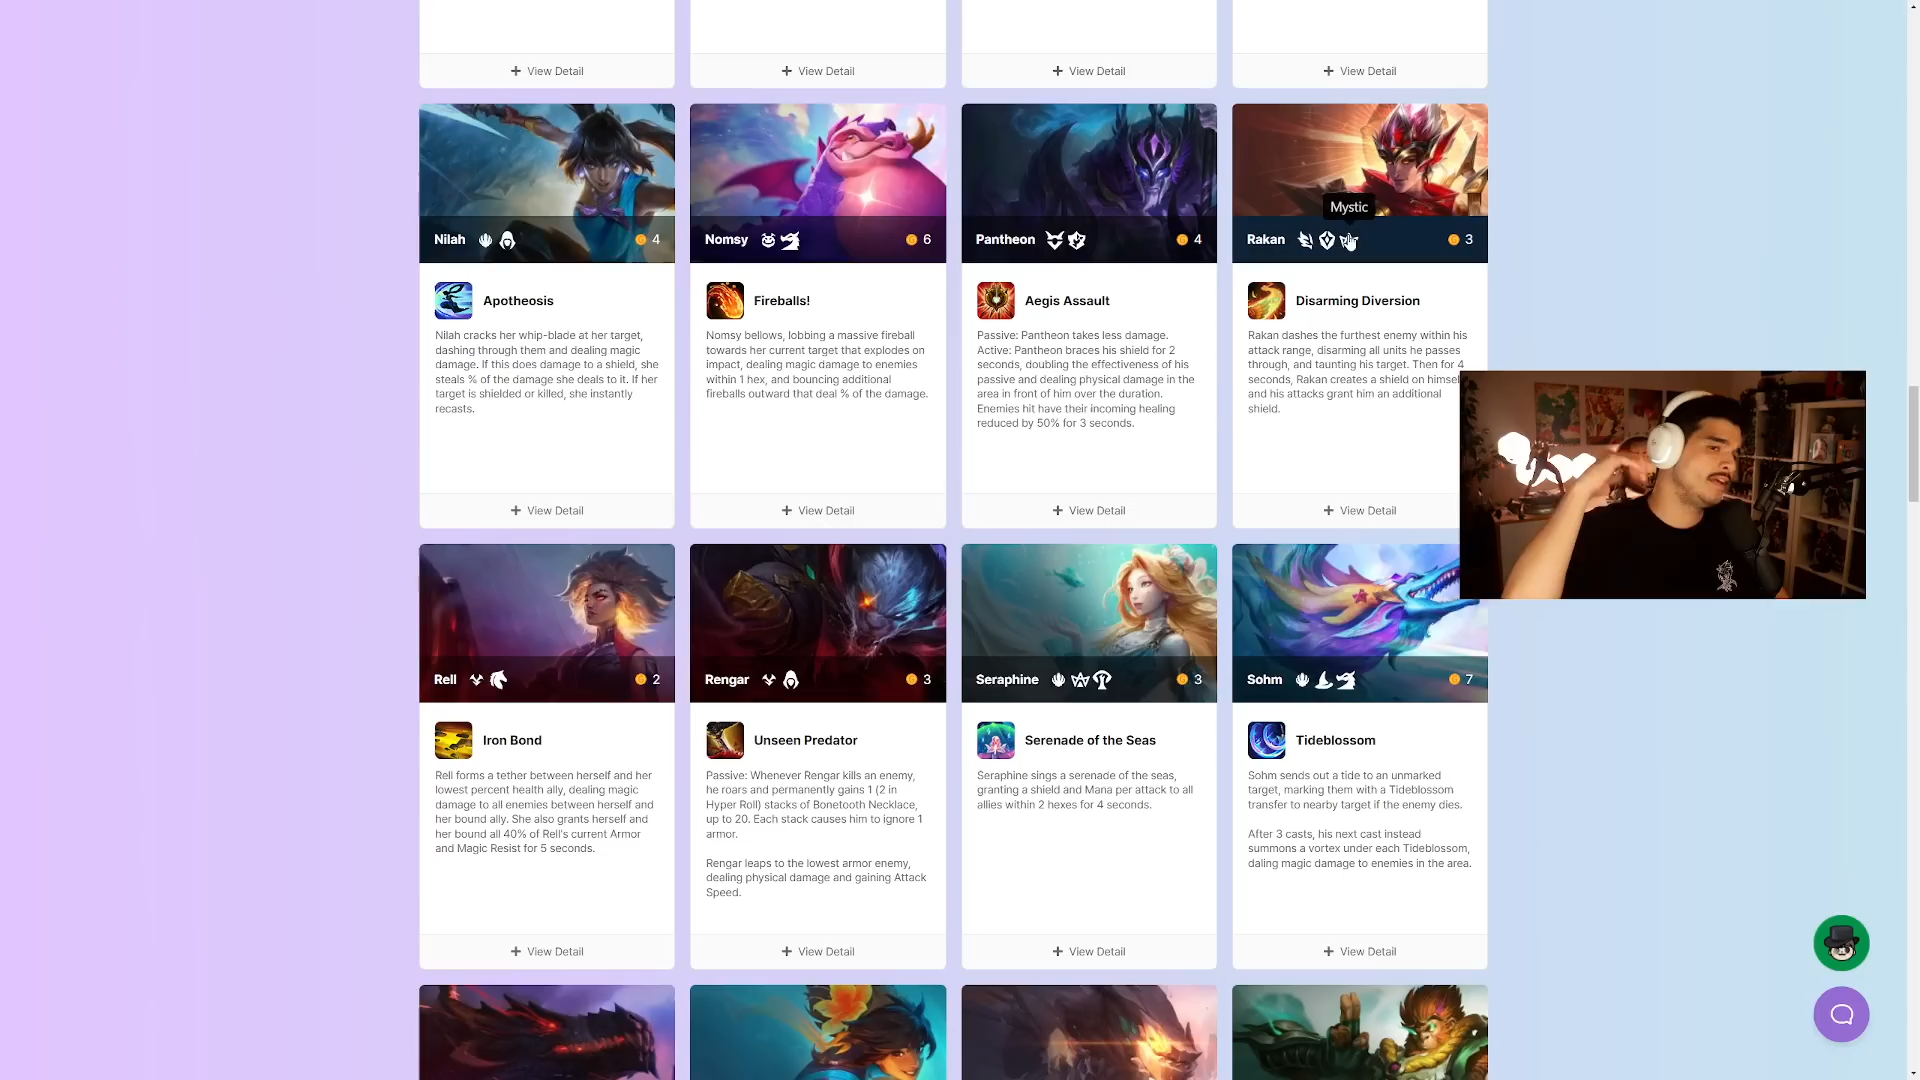 + View Detail
+ View Detail
+ View Detail
+ View Detail
Mystic
Nilah
4
Nomsy
6
Pantheon
4
Rakan
3
Apotheosis
Nilah cracks her whip-blade at her target,
dashing through them and dealing magic
damage. If this does damage to a shield, she
steals % of the damage she deals to it. If her
target is shielded or killed, she instantly
recasts.
Fireballs!
Nomsy bellows, lobbing a massive fireball
towards her current target that explodes on
impact, dealing magic damage to enemies
within 1 hex, and bouncing additional
fireballs outward that deal % of the damage.
Aegis Assault
Passive: Pantheon takes less damage.
Active: Pantheon braces his shield for 2
seconds, doubling the effectiveness of his
passive and dealing physical damage in the
area in front of him over the duration.
Enemies hit have their incoming healing
reduced by 50% for 3 seconds.
Disarming Diversion
Rakan dashes the furthest enemy within his
attack range, disarming all units he passes
through, and taunting his target. Then for 4
seconds, Rakan creates a shield on himsel
and his attacks grant him an additional
shield.
+ View Detail
+ View Detail
+ View Detail
+ View Detail
Rell
2
Rengar
3
Seraphine
3
Sohm
7
Iron Bond
Rell forms a tether between herself and her
lowest percent health ally, dealing magic
damage to all enemies between herself and
her bound ally. She also grants herself and
her bound all 40% of Rell's current Armor
and Magic Resist for 5 seconds.
Unseen Predator
Passive: Whenever Rengar kills an enemy,
he roars and permanently gains 1 (2 in
Hyper Roll) stacks of Bonetooth Necklace,
up to 20. Each stack causes him to ignore 1
armor.
Rengar leaps to the lowest armor enemy,
dealing physical damage and gaining Attack
Speed.
Serenade of the Seas
Seraphine sings a serenade of the seas,
granting a shield and Mana per attack to all
allies within 2 hexes for 4 seconds.
Tideblossom
Sohm sends out a tide to an unmarked
target, marking them with a Tideblossom
transfer to nearby target if the enemy dies.
After 3 casts, his next cast instead
summons a vortex under each Tideblossom,
daling magic damage to enemies in the area.
+ View Detail
+ View Detail
+ View Detail
+ View Detail